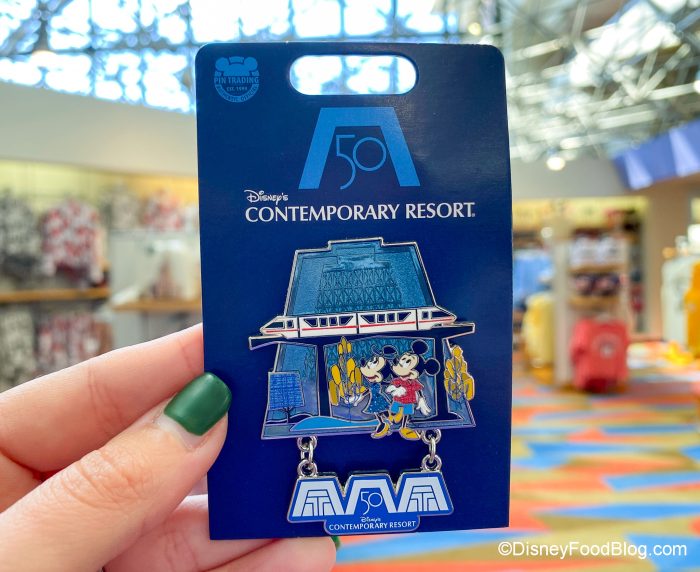 PIN TRADING
EST. 1999
50
Disney's
CONTEMPORARY RESORT
50
Disney's
CONTEMPORARY RESORT
©DisneyFoodBlog.com